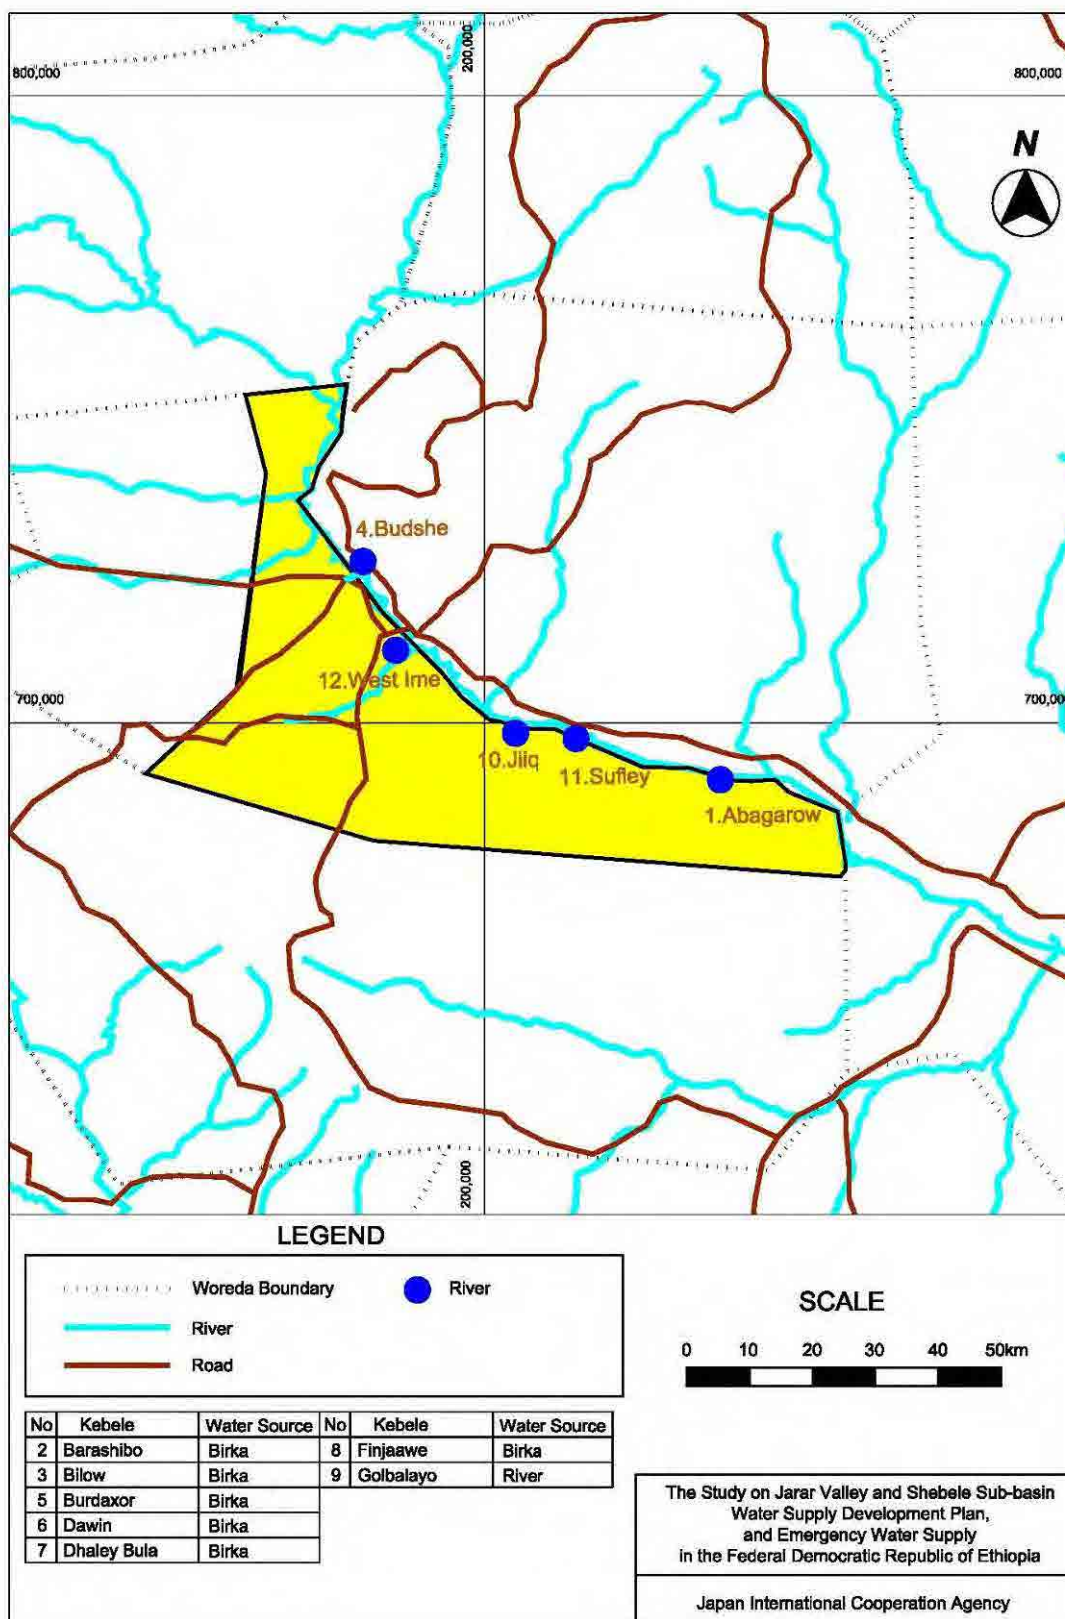 200,000
800,000
800,000
N
4.Budshe
12.West Ime
700,000
700,000
10.Jiiq
11.Sufley
1.Abagarow
200,000
LEGEND
Woreda Boundary
River
River
Road
SCALE
0 10 20 30 40 50km
No Kebele Water Source No Kebele Water Source
2 Barashibo Birka 8 Finjaawe Birka
3 Bilow Birka 9 Golbalayo River
5 Burdaxor Birka
6 Dawin Birka
7 Dhaley Bula Birka
The Study on Jarar Valley and Shebele Sub-basin
Water Supply Development Plan,
and Emergency Water Supply
in the Federal Democratic Republic of Ethiopia
Japan International Cooperation Agency